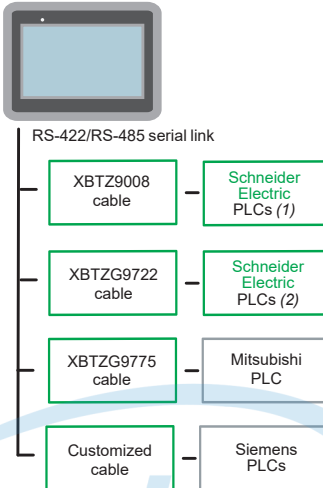 RS-422/RS-485 serial link
XBTZ9008
cable
Schneider
Electric
PLCs (1)
XBTZG9722
cable
Schneider
Electric
PLCs (2)
XBTZG9775
cable
Mitsubishi
PLC
Customized
cable
Siemens
PLCs